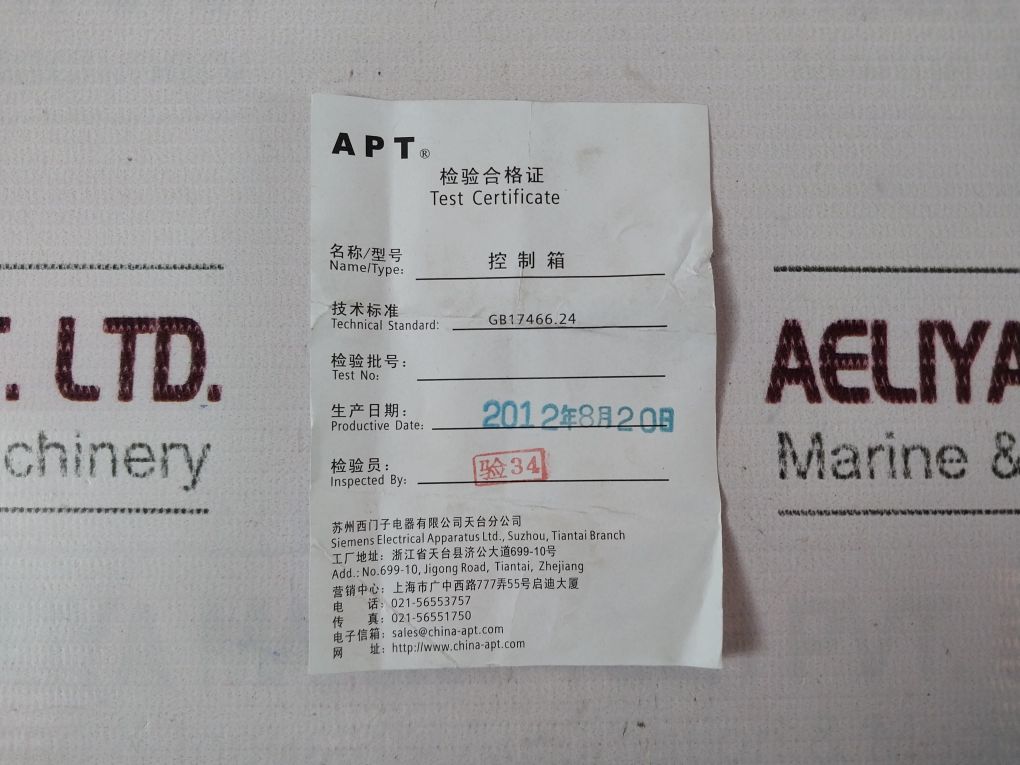 APT®
检验合格证
Test Certificate
名称/型号
Name/Type: 控制箱
技术标准
Technical Standard: GB17466.24
检验批号:
Test No:
生产日期:
Productive Date: 2012年8月20日
检验员:
Inspected By: 验34
苏州西门子电器有限公司天台分公司
Siemens Electrical Apparatus Ltd., Suzhou, Tiantai Branch
工厂地址: 浙江省天台县济公大道699-10号
Add.: No.699-10, Jigong Road, Tiantai, Zhejiang
营销中心: 上海市广中西路777弄55号启迪大厦
电 话: 021-56553757
传 真: 021-56551750
电子信箱: sales@china-apt.com
网 址: http://www.china-apt.com
T. LTD.
chinery
AELIYA
Marine &